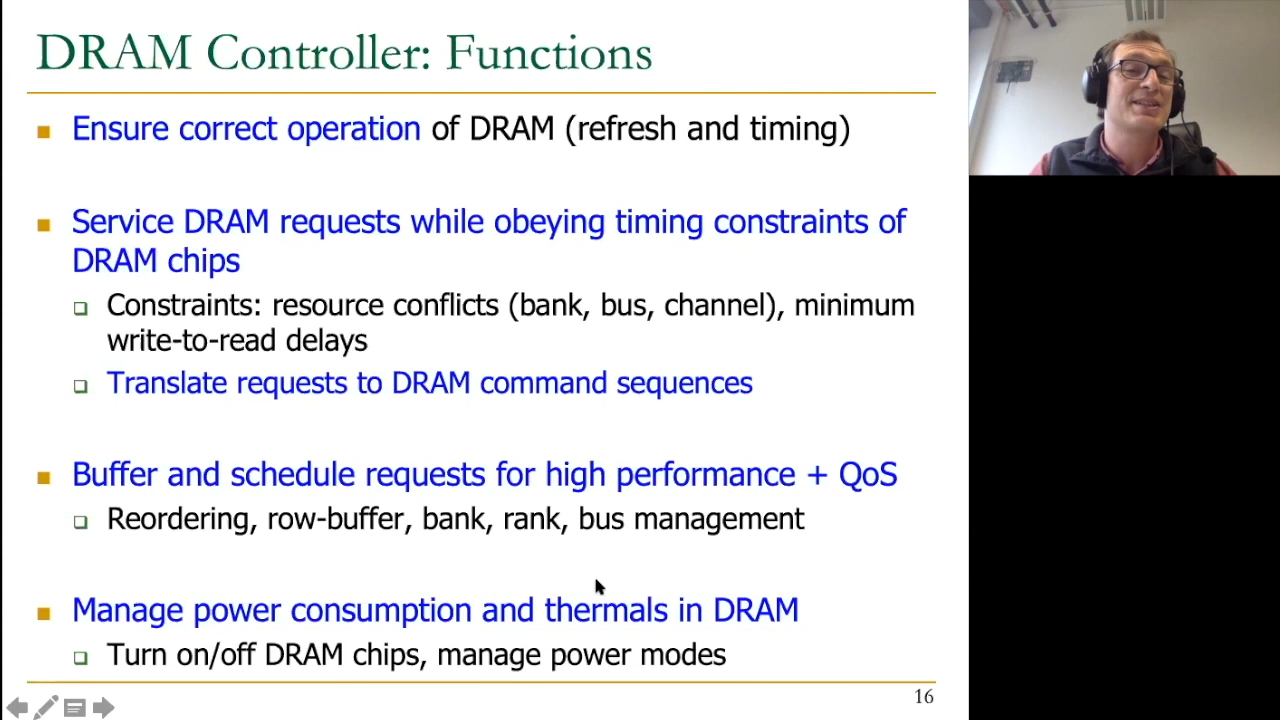 DRAM Controller: Functions
Ensure correct operation of DRAM (refresh and timing)
Service DRAM requests while obeying timing constraints of
DRAM chips
Constraints: resource conflicts (bank, bus, channel), minimum
write-to-read delays
Translate requests to DRAM command sequences
Buffer and schedule requests for high performance + QoS
Reordering, row-buffer, bank, rank, bus management
Manage power consumption and thermals in DRAM
Turn on/off DRAM chips, manage power modes
16